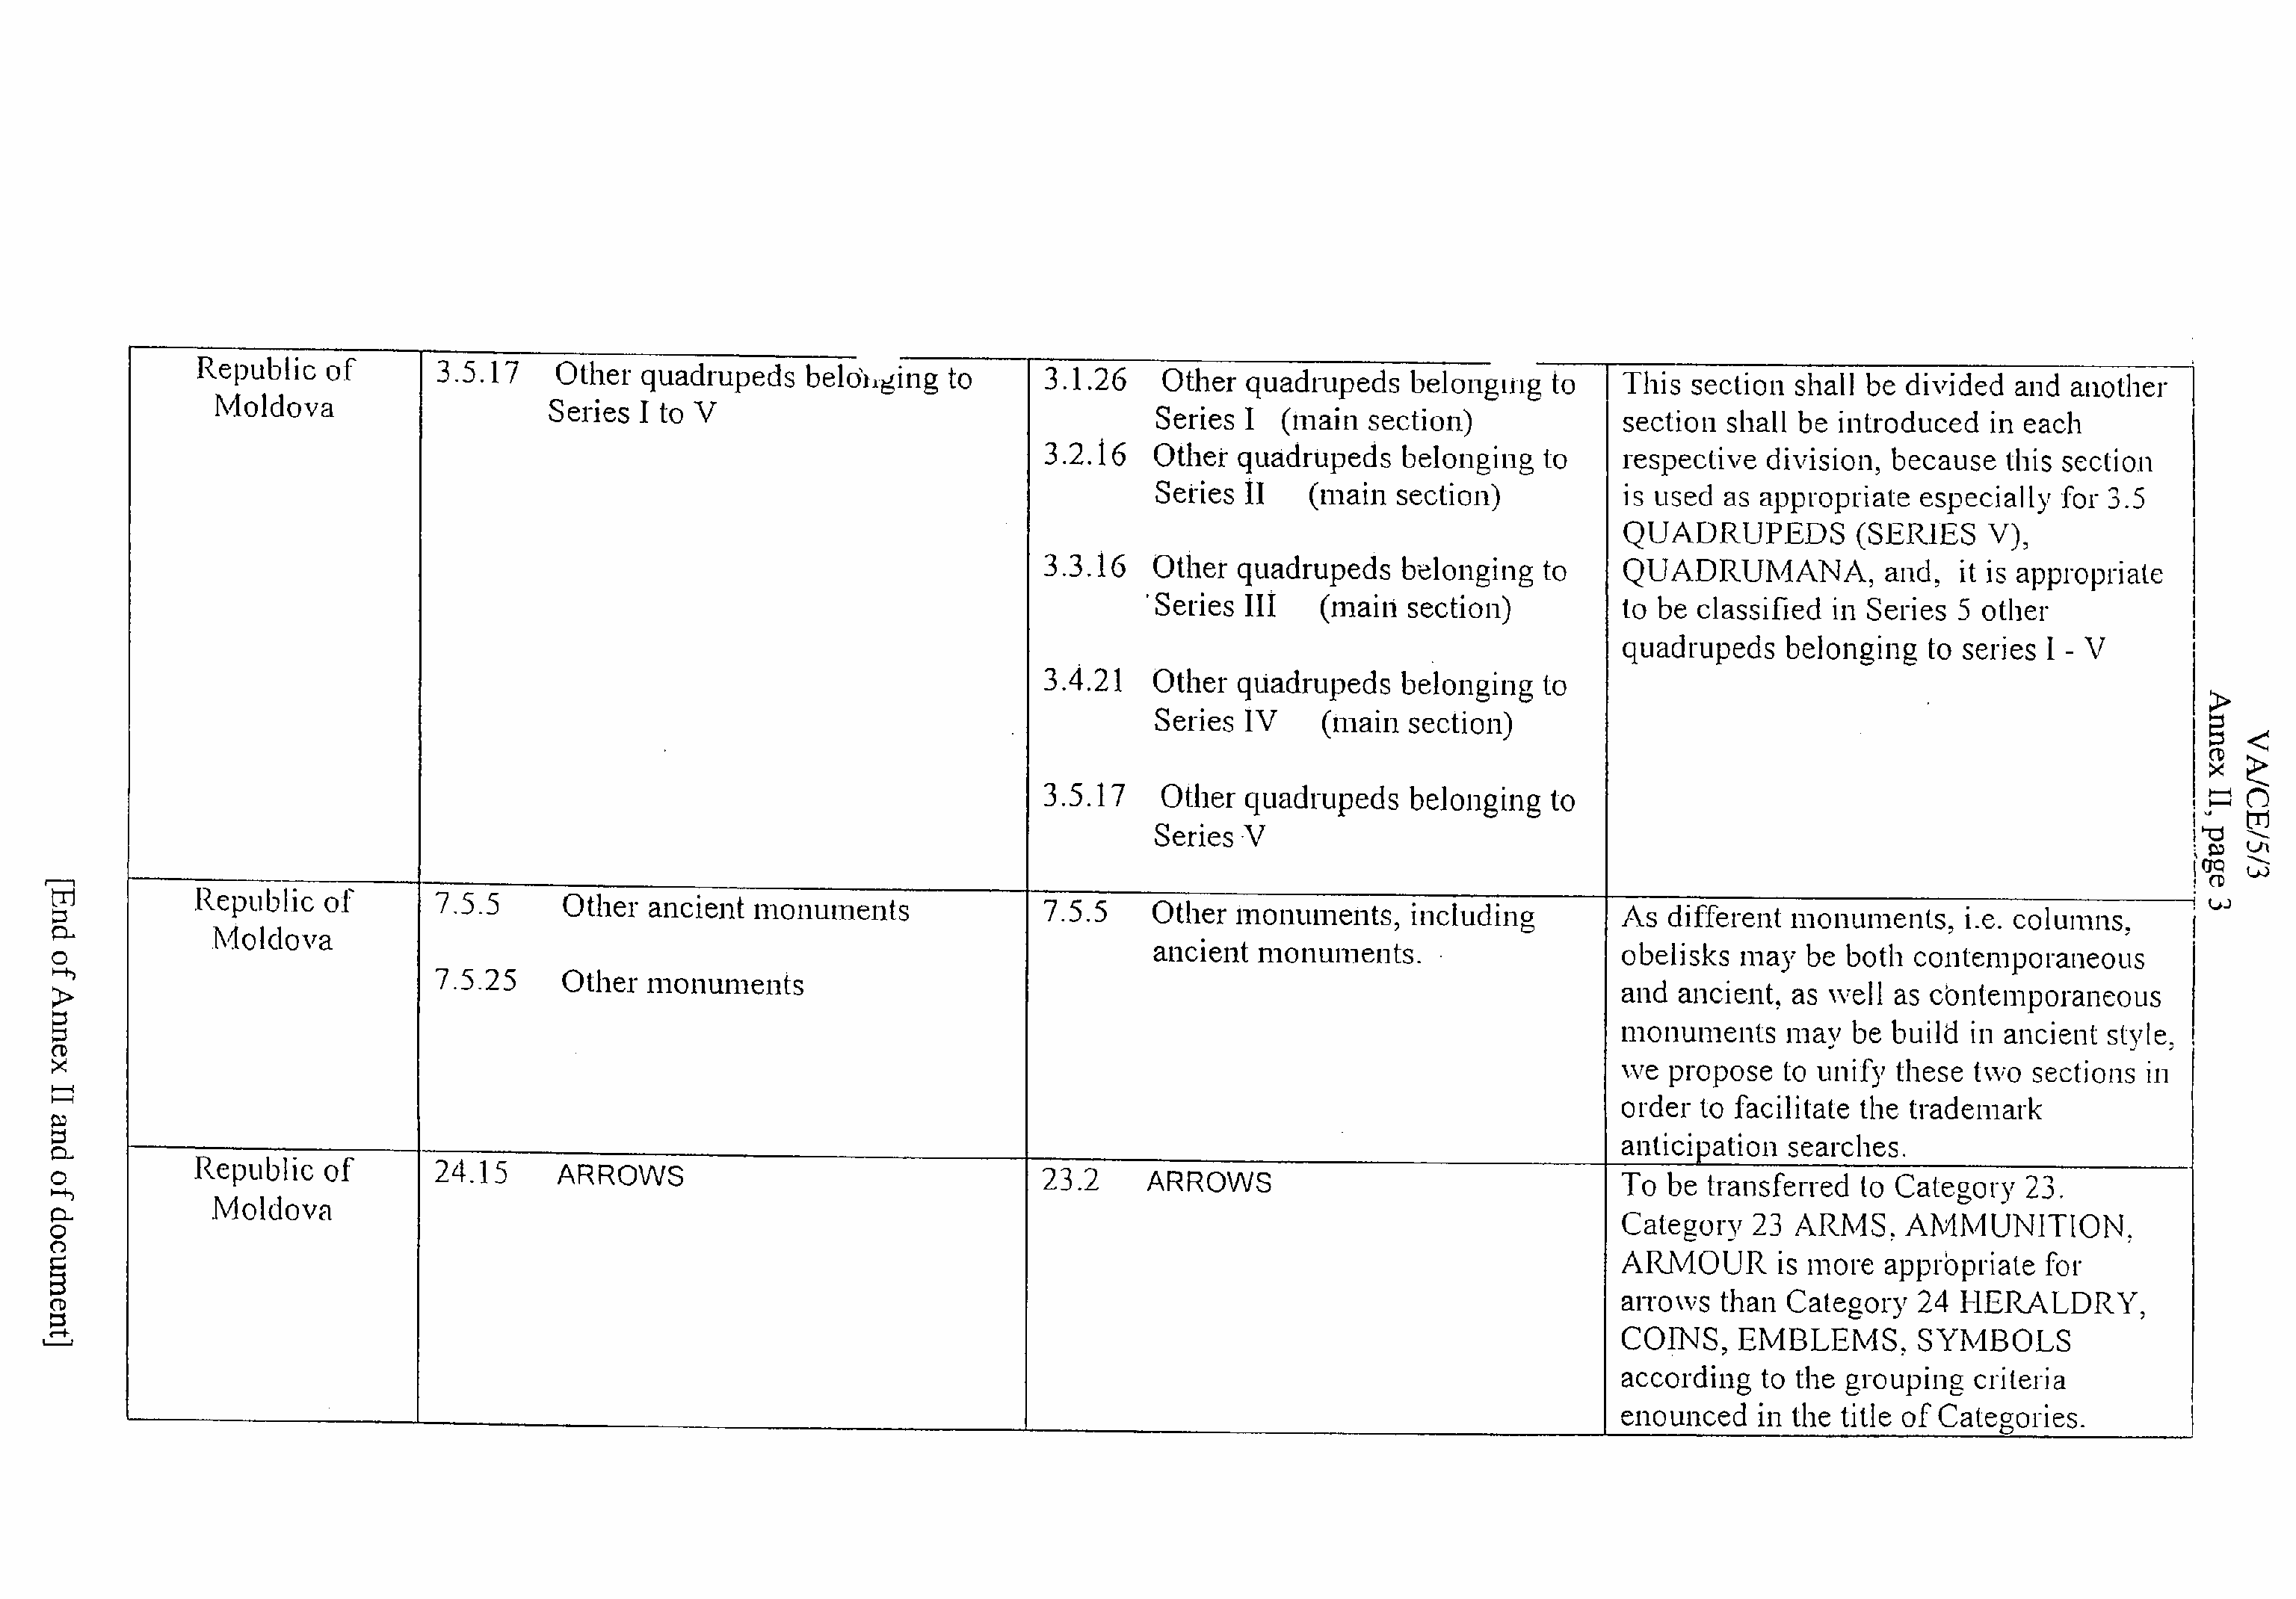 VA/CE/5/3
Annex II, page 3
Republic of
Moldova
3.5.17 Other quadrupeds belonging to
Series I to V
3.1.26 Other quadrupeds belonging to
Series I (main section)
3.2.16 Other quadrupeds belonging to
Series II (main section)
3.3.16 Other quadrupeds belonging to
Series III (main section)
3.4.21 Other quadrupeds belonging to
Series IV (main section)
3.5.17 Other quadrupeds belonging to
Series V
This section shall be divided and another
section shall be introduced in each
respective division, because this section
is used as appropriate especially for 3.5
QUADRUPEDS (SERIES V),
QUADRUMANA, and, it is appropriate
to be classified in Series 5 other
quadrupeds belonging to series I - V
Republic of
Moldova
7.5.5 Other ancient monuments
7.5.25 Other monuments
7.5.5 Other monuments, including
ancient monuments.
As different monuments, i.e. columns,
obelisks may be both contemporaneous
and ancient, as well as contemporaneous
monuments may be build in ancient style,
we propose to unify these two sections in
order to facilitate the trademark
anticipation searches.
Republic of
Moldova
24.15 ARROWS
23.2 ARROWS
To be transferred to Category 23.
Category 23 ARMS, AMMUNITION,
ARMOUR is more appropriate for
arrows than Category 24 HERALDRY,
COINS, EMBLEMS, SYMBOLS
according to the grouping criteria
enounced in the title of Categories.
[End of Annex II and of document]